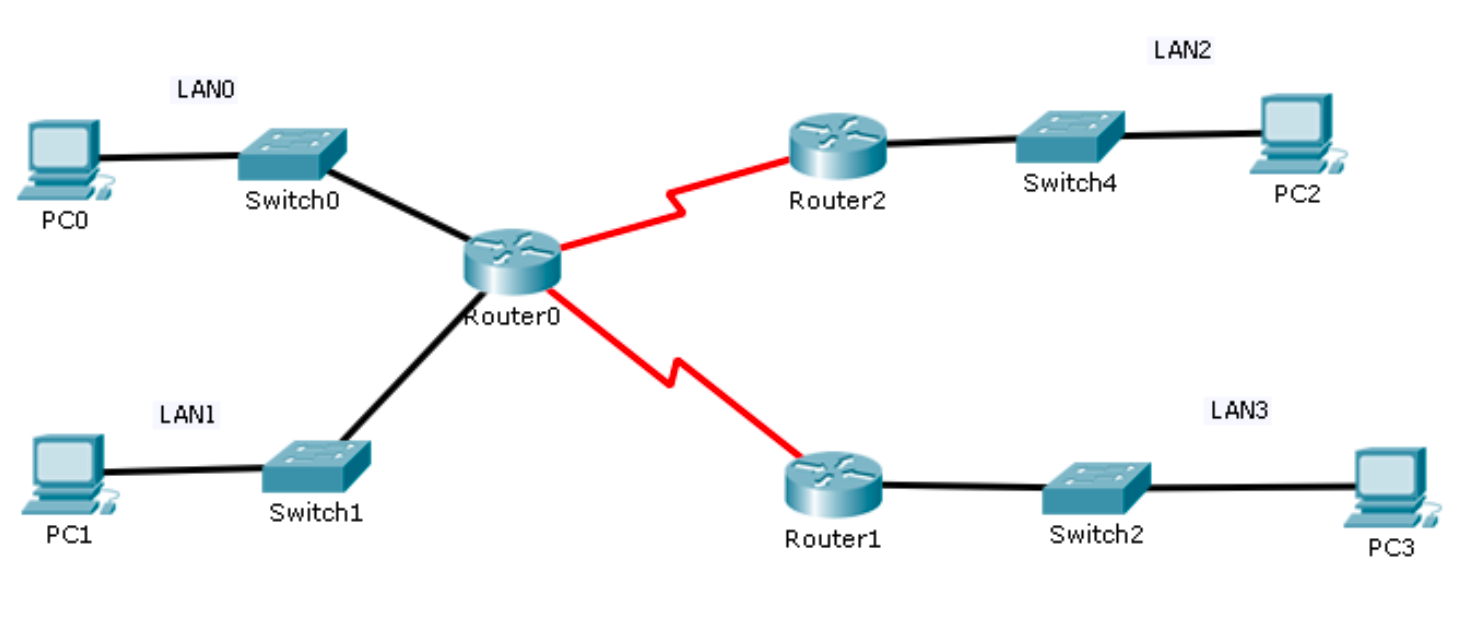 LAN0
PC0
Switch0
LAN2
Router2
Switch4
PC2
Router0
LAN1
PC1
Switch1
LAN3
Router1
Switch2
PC3